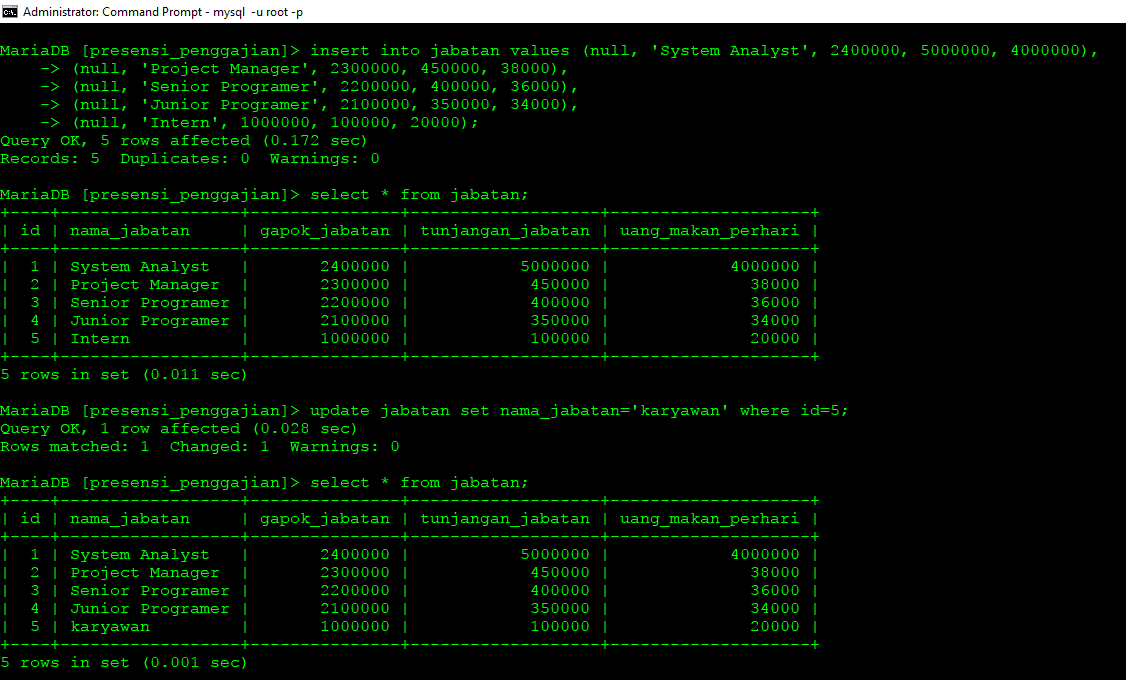 Administrator: Command Prompt - mysql  -u root -p
MariaDB [presensi_penggajian]> insert into jabatan values (null, 'System Analyst', 2400000, 5000000, 4000000),
    -> (null, 'Project Manager', 2300000, 450000, 38000),
    -> (null, 'Senior Programer', 2200000, 400000, 36000),
    -> (null, 'Junior Programer', 2100000, 350000, 34000),
    -> (null, 'Intern', 1000000, 100000, 20000);
Query OK, 5 rows affected (0.172 sec)
Records: 5  Duplicates: 0  Warnings: 0
MariaDB [presensi_penggajian]> select * from jabatan;
+----+------------------+---------------+-------------------+--------------------+
| id | nama_jabatan     | gapok_jabatan | tunjangan_jabatan | uang_makan_perhari |
+----+------------------+---------------+-------------------+--------------------+
|  1 | System Analyst   |       2400000 |           5000000 |            4000000 |
|  2 | Project Manager  |       2300000 |            450000 |              38000 |
|  3 | Senior Programer |       2200000 |            400000 |              36000 |
|  4 | Junior Programer |       2100000 |            350000 |              34000 |
|  5 | Intern           |       1000000 |            100000 |              20000 |
+----+------------------+---------------+-------------------+--------------------+
5 rows in set (0.011 sec)
MariaDB [presensi_penggajian]> update jabatan set nama_jabatan='karyawan' where id=5;
Query OK, 1 row affected (0.028 sec)
Rows matched: 1  Changed: 1  Warnings: 0
MariaDB [presensi_penggajian]> select * from jabatan;
+----+------------------+---------------+-------------------+--------------------+
| id | nama_jabatan     | gapok_jabatan | tunjangan_jabatan | uang_makan_perhari |
+----+------------------+---------------+-------------------+--------------------+
|  1 | System Analyst   |       2400000 |           5000000 |            4000000 |
|  2 | Project Manager  |       2300000 |            450000 |              38000 |
|  3 | Senior Programer |       2200000 |            400000 |              36000 |
|  4 | Junior Programer |       2100000 |            350000 |              34000 |
|  5 | karyawan         |       1000000 |            100000 |              20000 |
+----+------------------+---------------+-------------------+--------------------+
5 rows in set (0.001 sec)